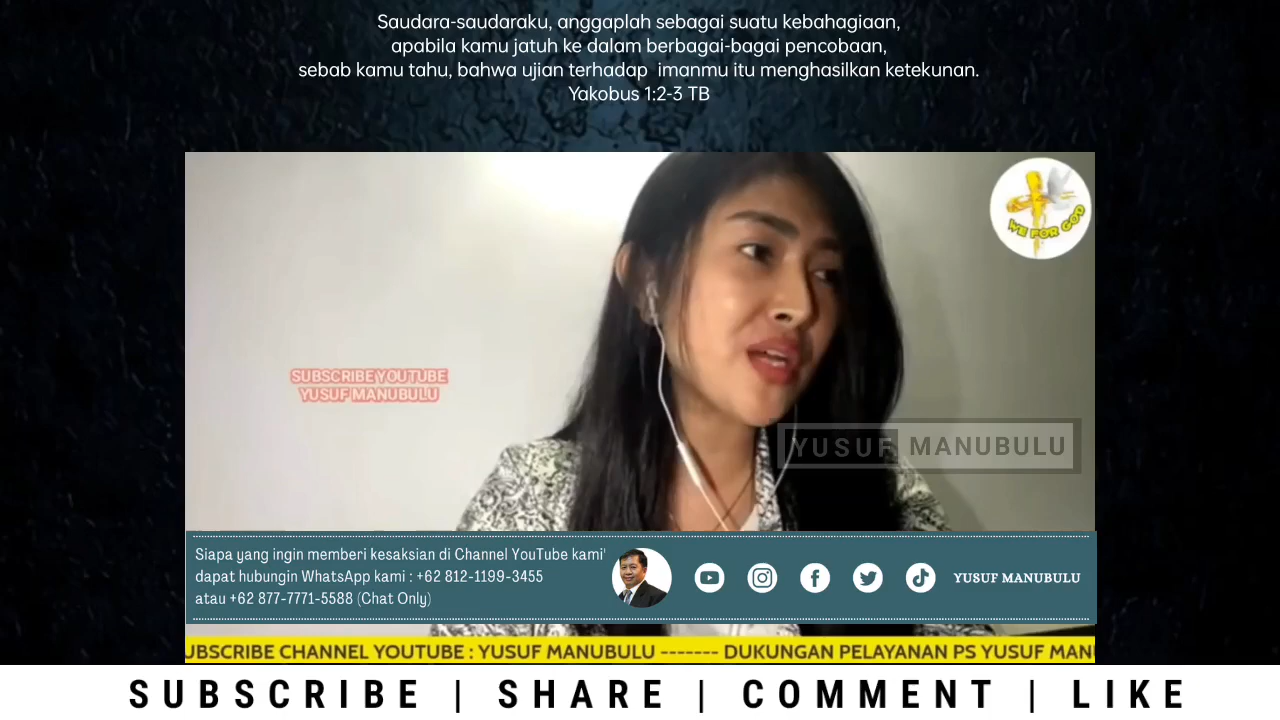 Saudara-saudaraku, anggaplah sebagai suatu kebahagiaan,
apabila kamu jatuh ke dalam berbagai-bagai pencobaan,
sebab kamu tahu, bahwa ujian terhadap  imanmu itu menghasilkan ketekunan.
Yakobus 1:2-3 TB
WE FOR GOD
SUBSCRIBE YOUTUBE
YUSUF MANUBULU
YUSUF MANUBULU
Siapa yang ingin memberi kesaksian di Channel YouTube kami'
dapat hubungin WhatsApp kami : +62 812-1199-3455
atau +62 877-7771-5588 (Chat Only)
YUSUF MANUBULU
UBSCRIBE CHANNEL YOUTUBE : YUSUF MANUBULU ------- DUKUNGAN PELAYANAN PS YUSUF MAN
SUBSCRIBE | SHARE | COMMENT | LIKE